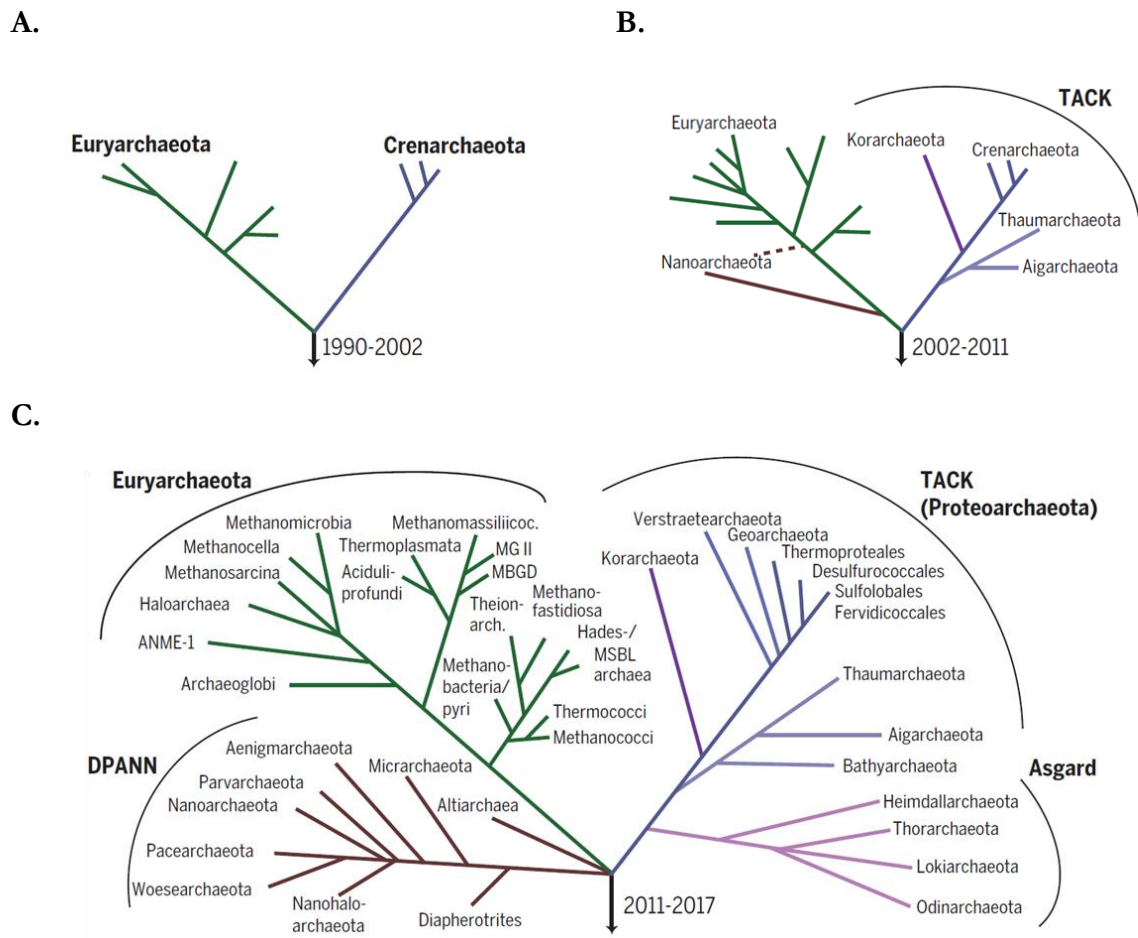 A.
Euryarchaeota
Crenarchaeota
1990-2002
B.
TACK
Euryarchaeota
Korarchaeota
Crenarchaeota
Thaumarchaeota
Nanoarchaeota
Aigarchaeota
2002-2011
C.
Euryarchaeota
Methanomicrobia
Methanocella
Methanosarcina
Haloarchaea
ANME-1
Archaeoglobi
Methanomassiliicoc.
Thermoplasmata
MG II
Aciduli-
profundi
MBGD
Theion-
arch.
Methano-
fastidiosa
Hades-/
MSBL
archaea
Methano-
bacteria/
pyri
Thermococci
Methanococci
TACK
(Proteoarchaeota)
Verstraetearchaeota
Geoarchaeota
Korarchaeota
Thermoproteales
Desulfurococcales
Sulfolobales
Fervidicoccales
Thaumarchaeota
Aigarchaeota
Bathyarchaeota
Asgard
Heimdallarchaeota
Thorarchaeota
Lokiarchaeota
Odinarchaeota
DPANN
Aenigmarchaeota
Micrarchaeota
Parvarchaeota
Nanoarchaeota
Altiarchaea
Pacearchaeota
Woesearchaeota
Nanohalo-
archaeota
Diapherotrites
2011-2017